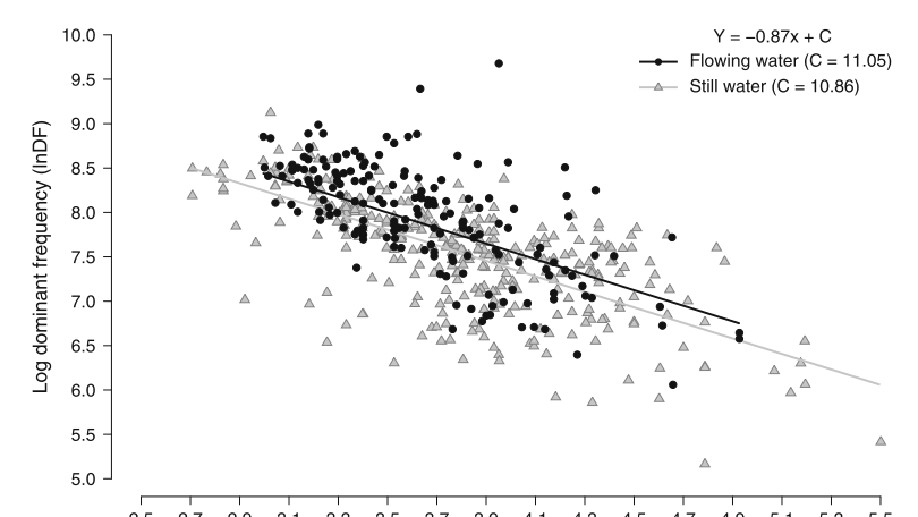 Y = −0.87x + C
Flowing water (C = 11.05)
Still water (C = 10.86)
Log dominant frequency (lnDF)
10.0
9.5
9.0
8.5
8.0
7.5
7.0
6.5
6.0
5.5
5.0